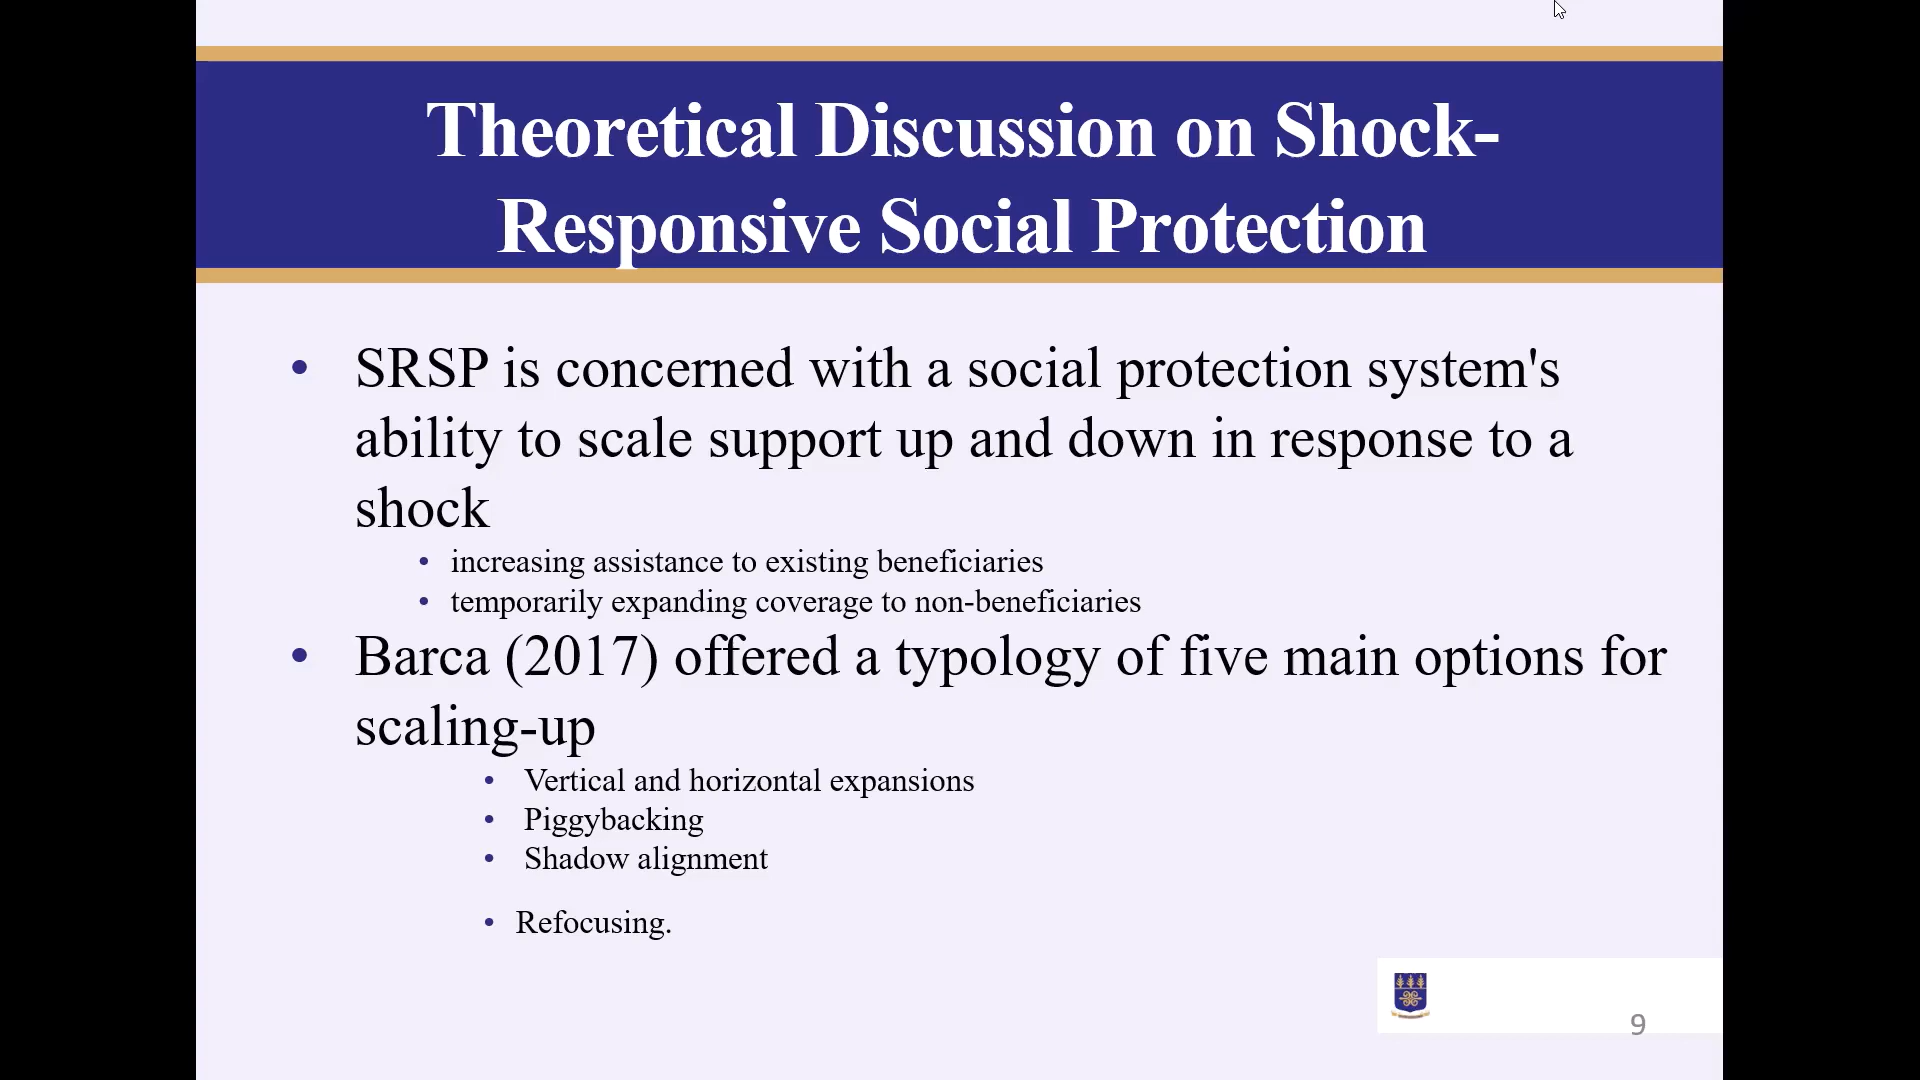 Theoretical Discussion on Shock-
Responsive Social Protection
• SRSP is concerned with a social protection system's
ability to scale support up and down in response to a
shock
• increasing assistance to existing beneficiaries
• temporarily expanding coverage to non-beneficiaries
• Barca (2017) offered a typology of five main options for
scaling-up
• Vertical and horizontal expansions
• Piggybacking
• Shadow alignment
• Refocusing.
9